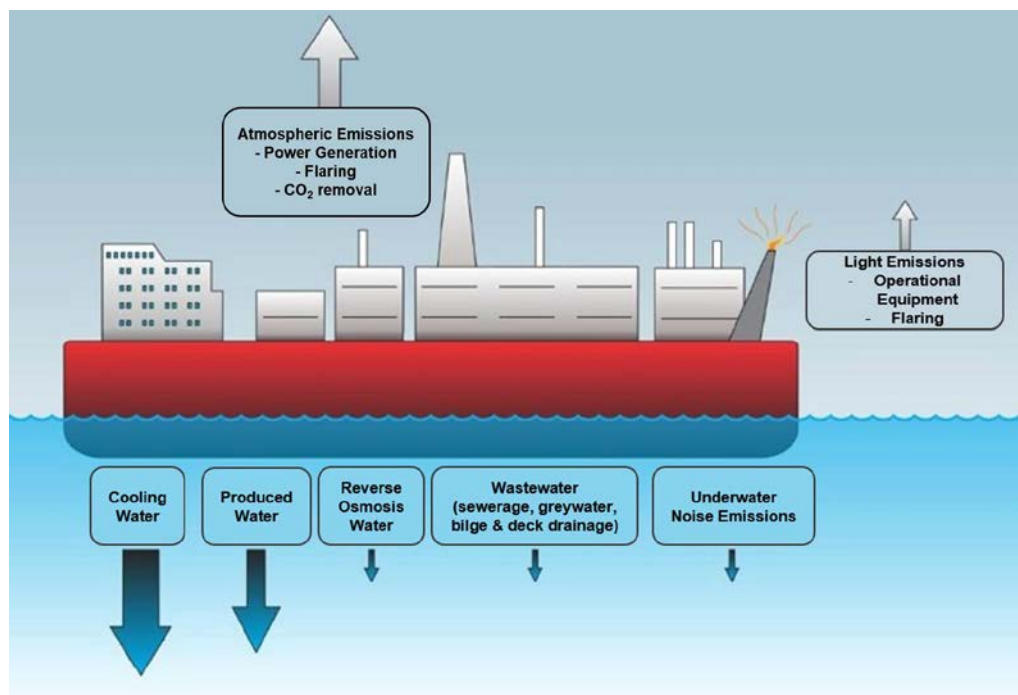 Atmospheric Emissions
- Power Generation
- Flaring
- CO₂ removal
Light Emissions
- Operational
Equipment
- Flaring
Cooling
Water
Produced
Water
Reverse
Osmosis
Water
Wastewater
(sewerage, greywater,
bilge & deck drainage)
Underwater
Noise Emissions